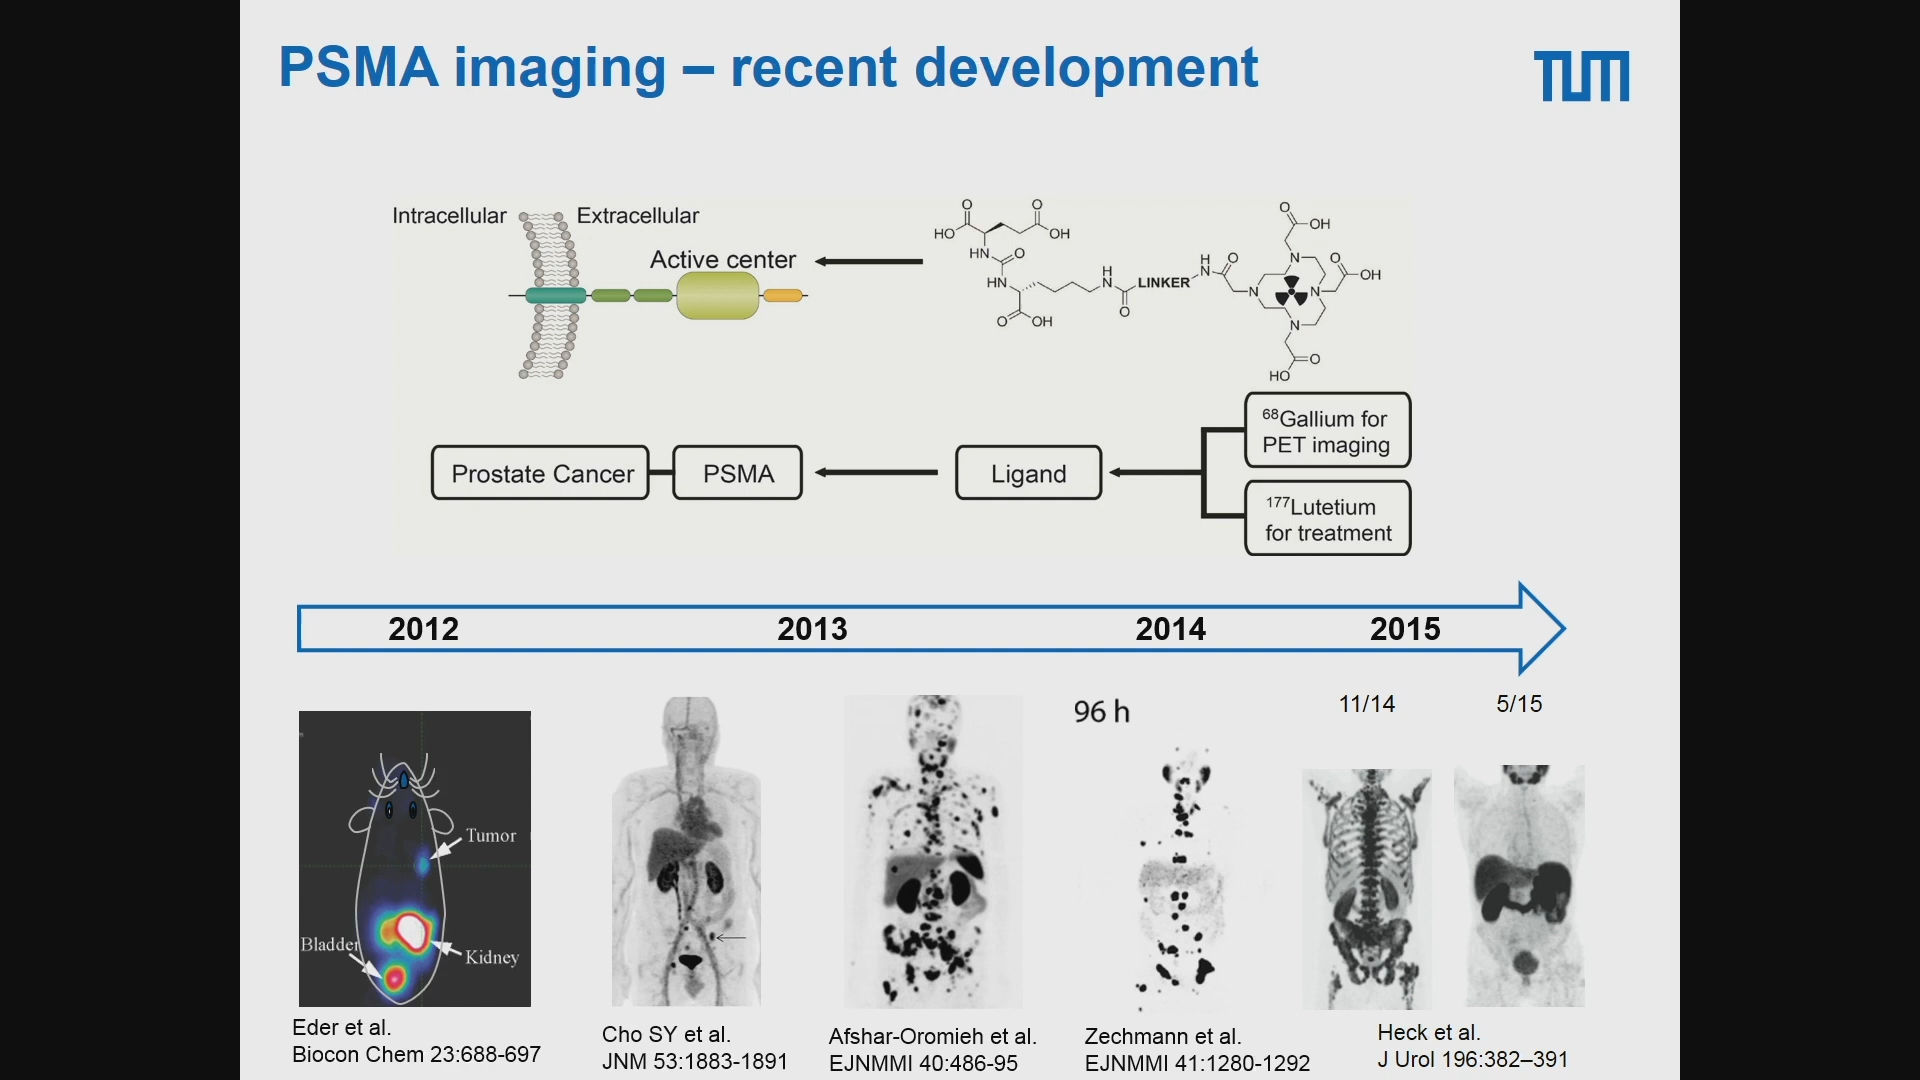 PSMA imaging – recent development
TUM
Intracellular
Extracellular
Active center
O
O
HO
OH
HN
O
HN
H
N
O
OH
O
LINKER
H
N
O
O
OH
N
O
OH
N
N
N
O
HO
Prostate Cancer
PSMA
Ligand
68Gallium for
PET imaging
177Lutetium
for treatment
2012
2013
2014
2015
96 h
11/14
5/15
Tumor
Bladder
Kidney
Eder et al.
Biocon Chem 23:688-697
Cho SY et al.
JNM 53:1883-1891
Afshar-Oromieh et al.
EJNMMI 40:486-95
Zechmann et al.
EJNMMI 41:1280-1292
Heck et al.
J Urol 196:382–391